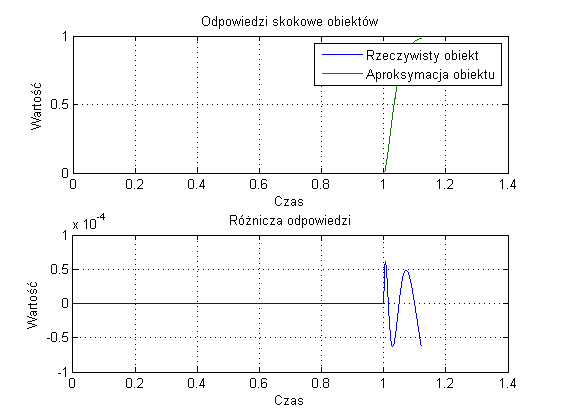 Odpowiedzi skokowe obiektów
1
0.5
0
Wartość
Rzeczywisty obiekt
Aproksymacja obiektu
0 0.2 0.4 0.6 0.8 1 1.2 1.4
Czas
Różnicza odpowiedzi
x 10^-4
1
0.5
0
-0.5
-1
Wartość
0 0.2 0.4 0.6 0.8 1 1.2 1.4
Czas